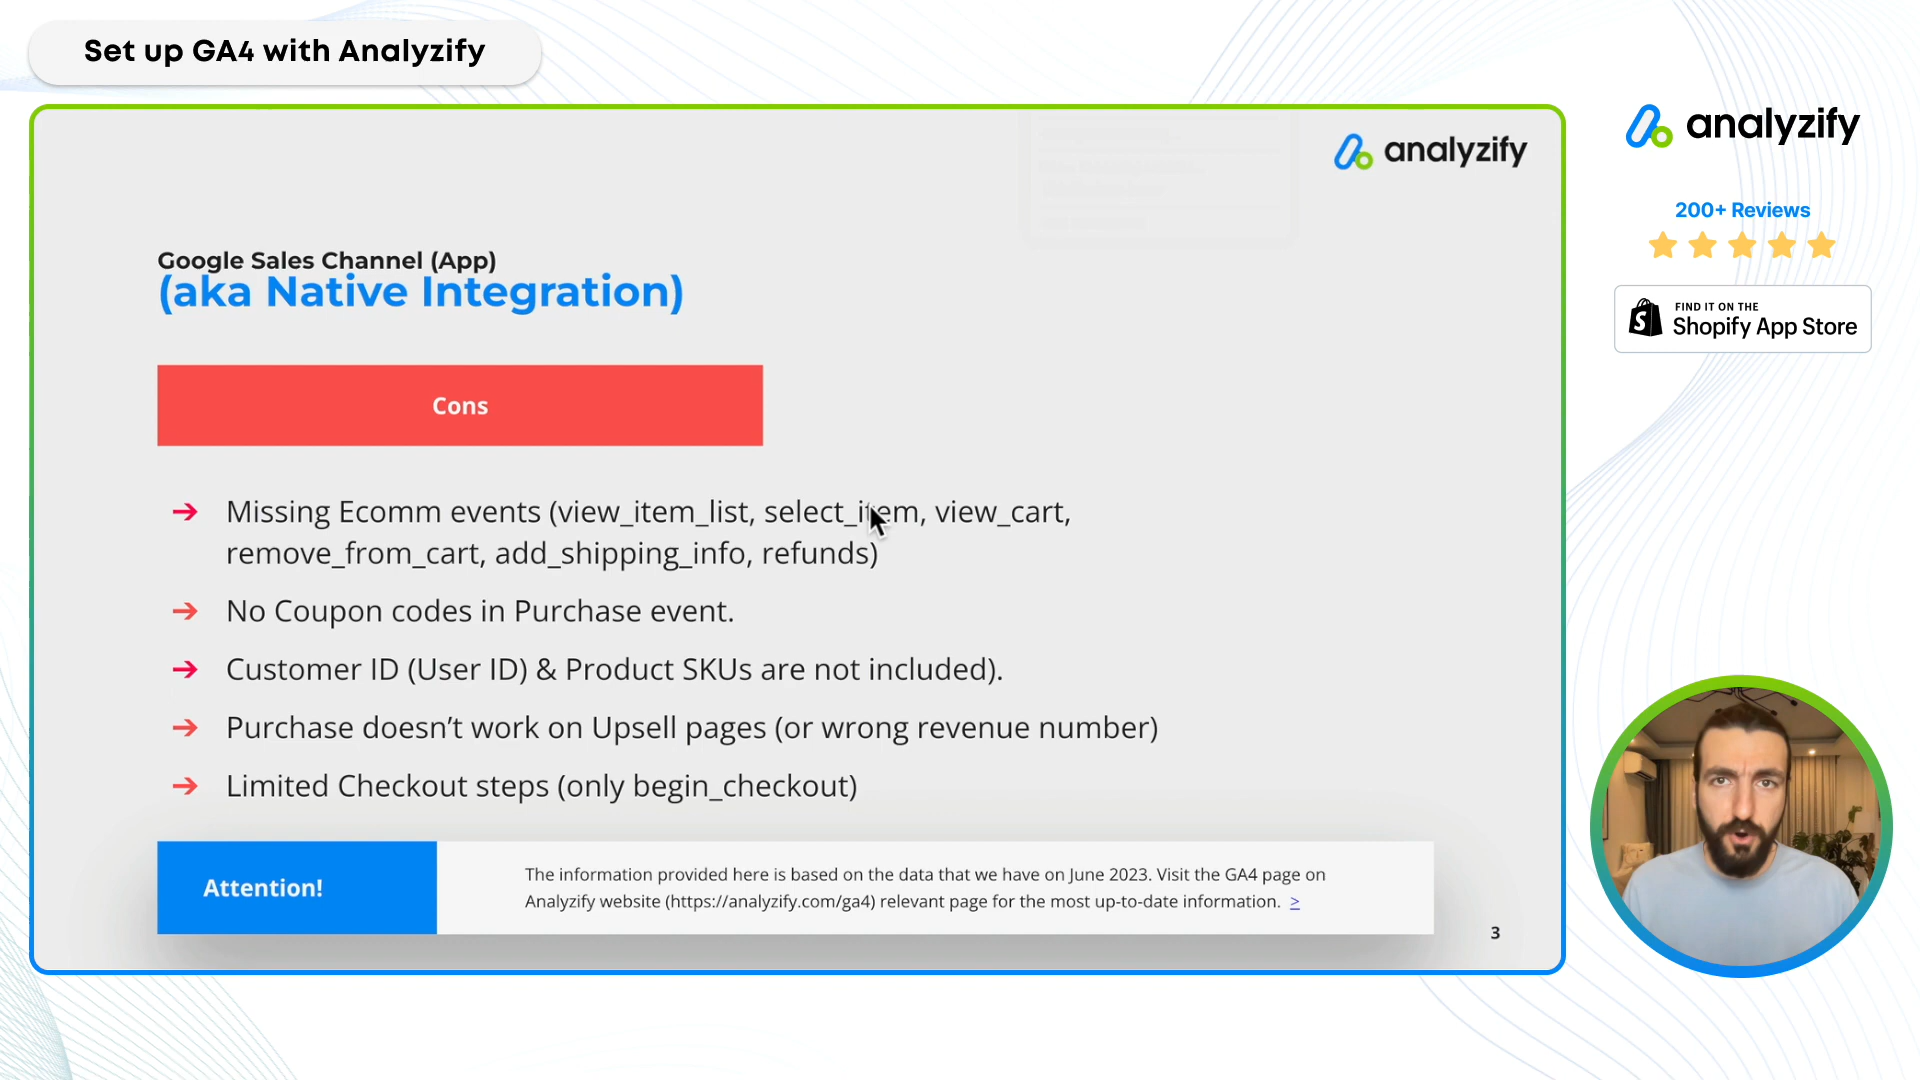 Set up GA4 with Analyzify
analyzify
Google Sales Channel (App)
(aka Native Integration)
Cons
➔ Missing Ecomm events (view_item_list, select_item, view_cart,
remove_from_cart, add_shipping_info, refunds)
➔ No Coupon codes in Purchase event.
➔ Customer ID (User ID) & Product SKUs are not included).
➔ Purchase doesn’t work on Upsell pages (or wrong revenue number)
➔ Limited Checkout steps (only begin_checkout)
Attention!
The information provided here is based on the data that we have on June 2023. Visit the GA4 page on
Analyzify website (https://analyzify.com/ga4) relevant page for the most up-to-date information. >
3
analyzify
200+ Reviews
FIND IT ON THE
Shopify App Store